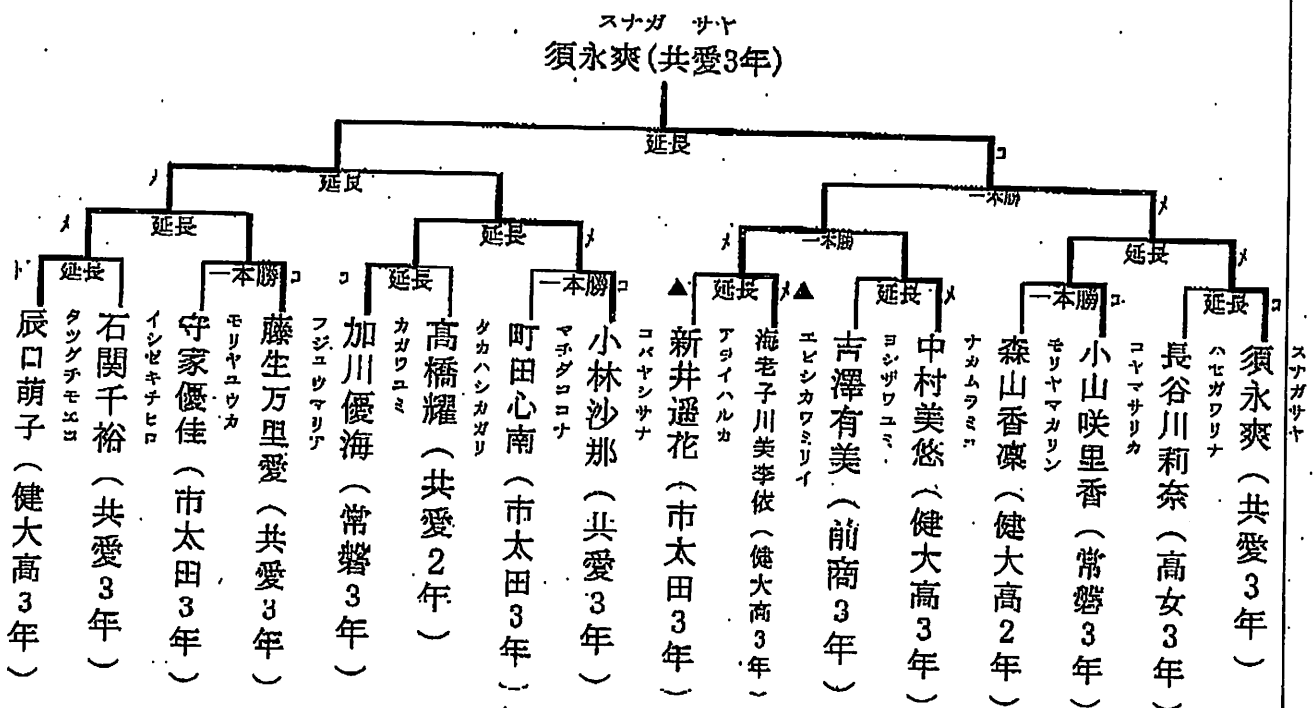 スナガ サヤ
須永爽(共愛3年)
延長
コ
メ
延長
一本勝
メ
メ
延長
延長
メ
メ
一本勝
延長
メ
ド
延長
一本勝
コ
コ
延長
一本勝
コ
▲
延長
メ
▲
延長
メ
一本勝
コ
延長
コ
スナガサヤ
須永爽(共愛3年)
ハセガワリナ
長谷川莉奈(高女3年)
コヤマサリカ
小山咲里香(常磐3年)
モリヤマカリン
森山香凜(健大高2年)
ナカムラミユ
中村美悠(健大高3年)
ヨシザワユミ
吉澤有美(前商3年)
エビシカワミリイ
海老子川美李依(健大高3年)
アライハルカ
新井遥花(市太田3年)
コバヤシサナ
小林沙那(共愛3年)
マチダココナ
町田心南(市太田3年)
タカハシカガリ
髙橋耀(共愛2年)
カガワユミ
加川優海(常磐3年)
フジュウマリア
藤生万里愛(共愛3年)
モリヤユウカ
守家優佳(市太田3年)
イシゼキチヒロ
石関千裕(共愛3年)
タツグチモエコ
辰口萌子(健大高3年)